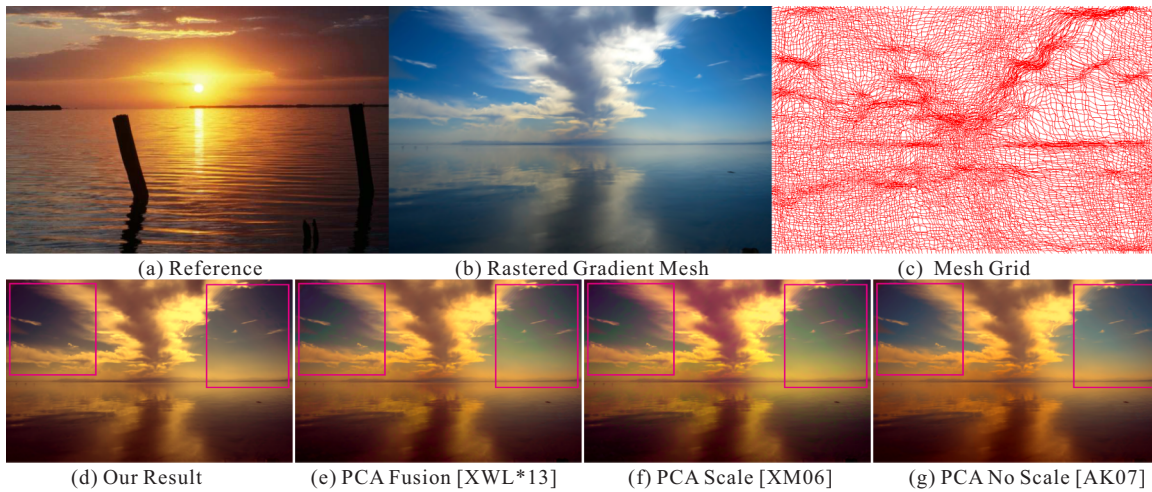 (a) Reference
(b) Rastered Gradient Mesh
(c) Mesh Grid
(d) Our Result
(e) PCA Fusion [XWL*13]
(f) PCA Scale [XM06]
(g) PCA No Scale [AK07]